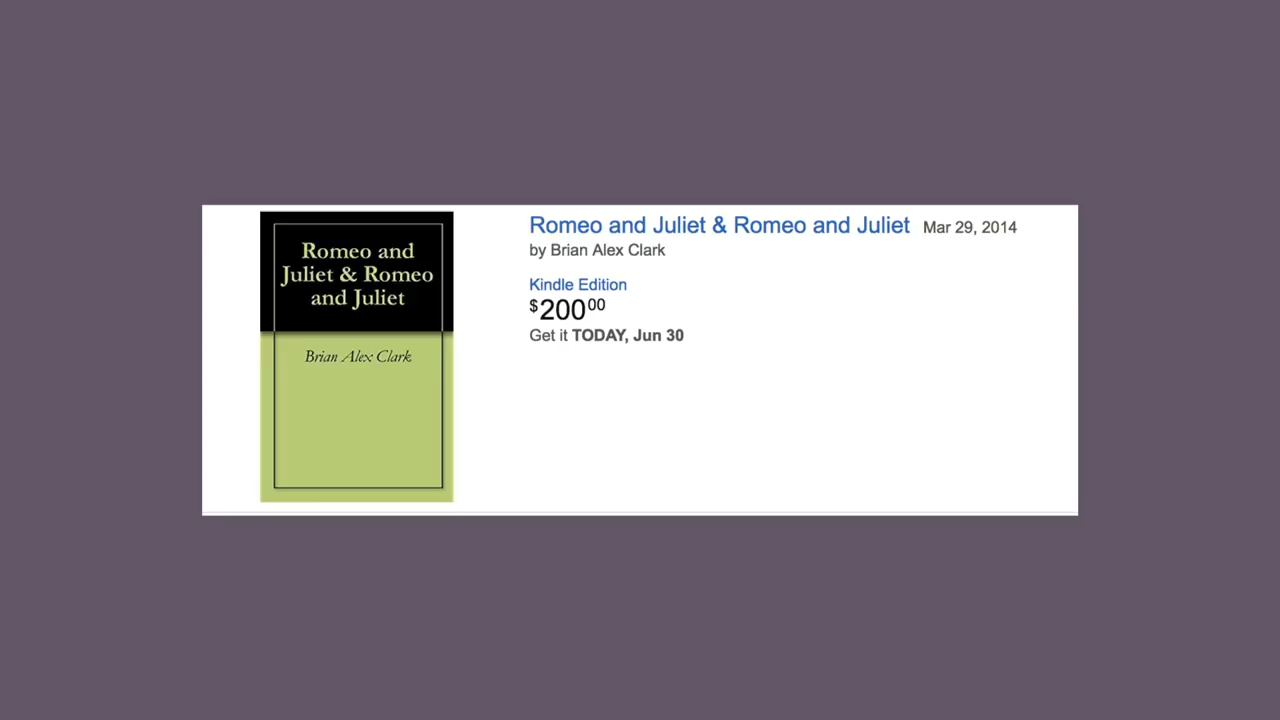 Romeo and
Juliet & Romeo
and Juliet
Brian Alex Clark
Romeo and Juliet & Romeo and Juliet Mar 29, 2014
by Brian Alex Clark
Kindle Edition
$200 00
Get it TODAY, Jun 30